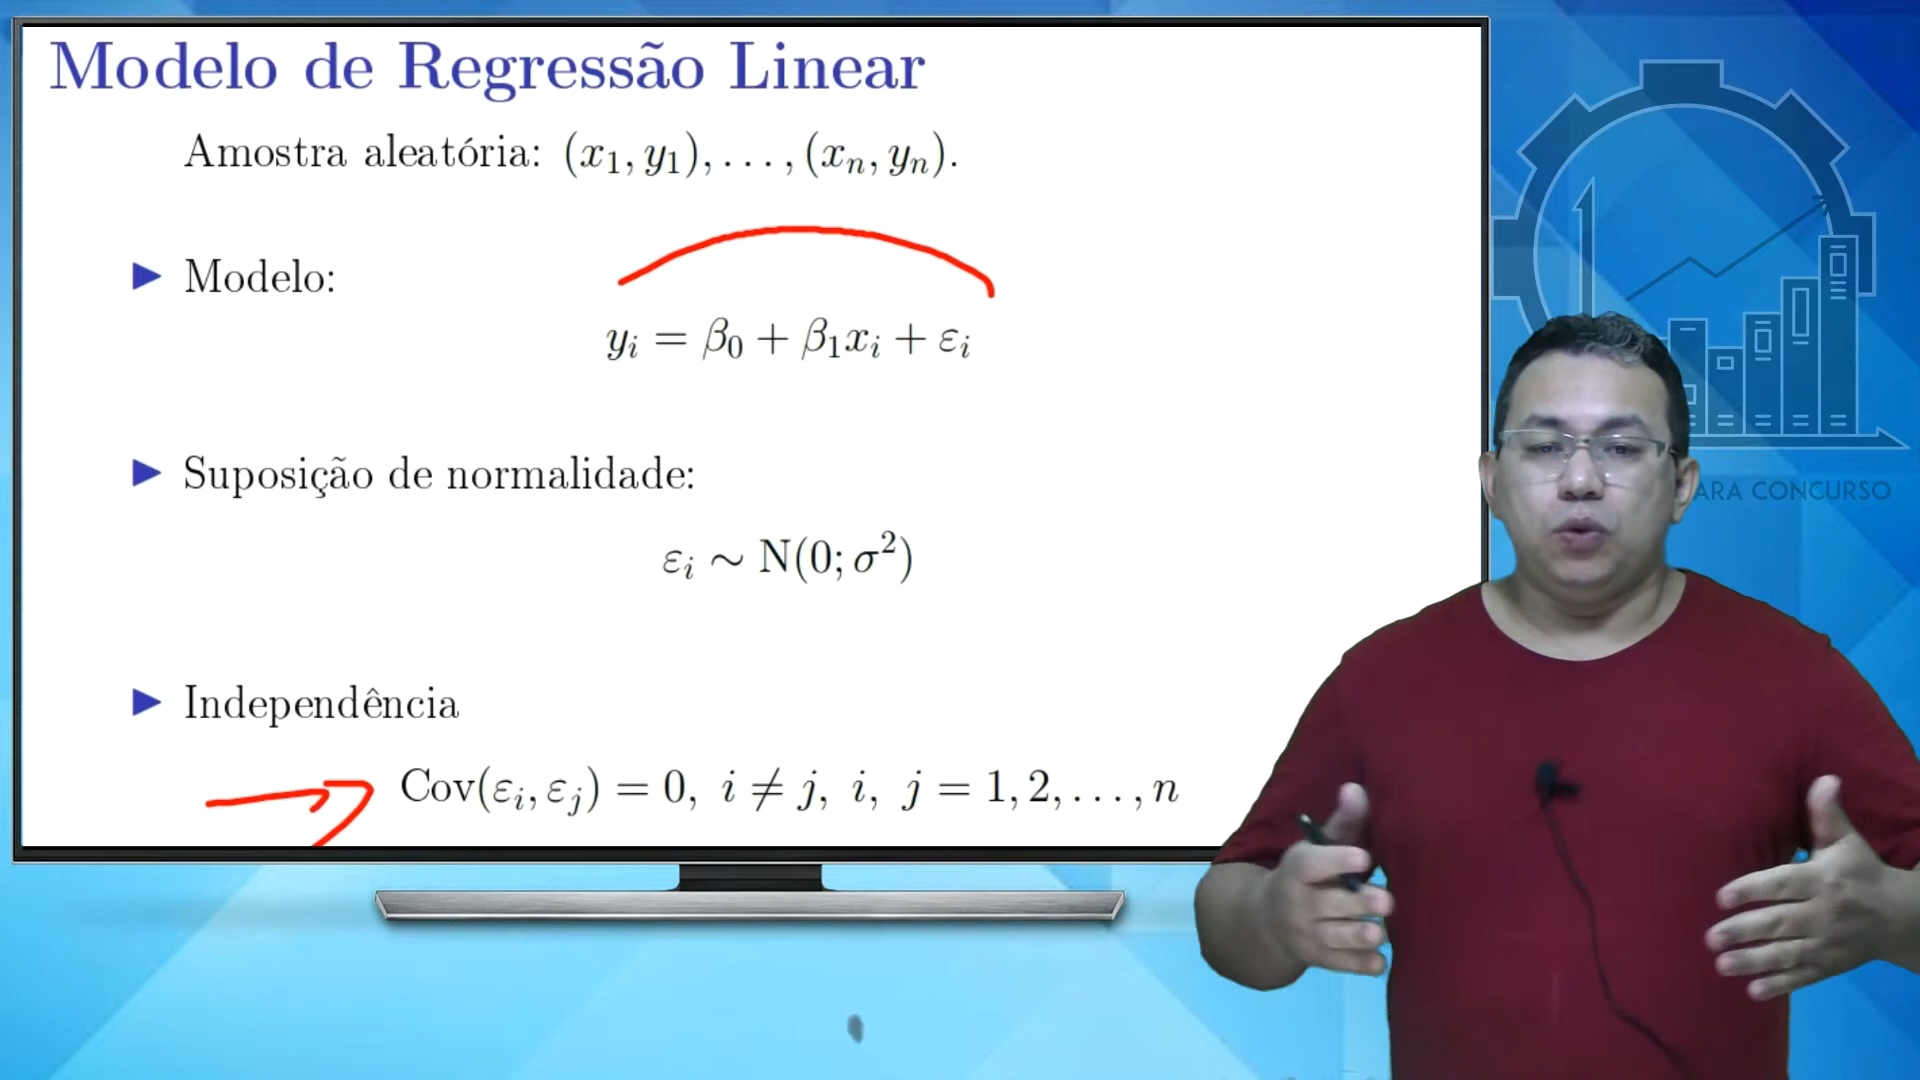 Modelo de Regressão Linear
Amostra aleatória: (x₁, y₁), . . . , (xₙ, yₙ).
▶ Modelo:
yᵢ = β₀ + β₁xᵢ + εᵢ
▶ Suposição de normalidade:
εᵢ ∼ N(0; σ²)
▶ Independência
Cov(εᵢ, εⱼ) = 0, i ≠ j, i, j = 1, 2, . . . , n
ARA CONCURSO